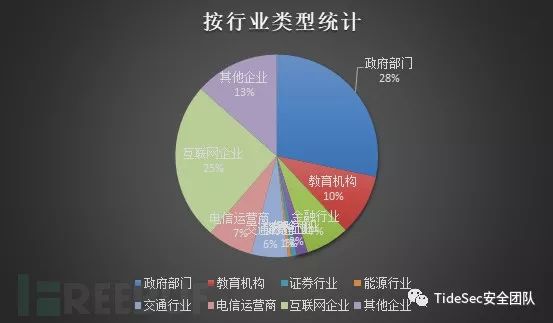 按行业类型统计
政府部门
28%
其他企业
13%
互联网企业
25%
教育机构
10%
电信运营商
7%
金融行业
6%
政府部门 教育机构 证券行业 能源行业
交通行业 电信运营商 互联网企业 其他企业
TideSec安全团队